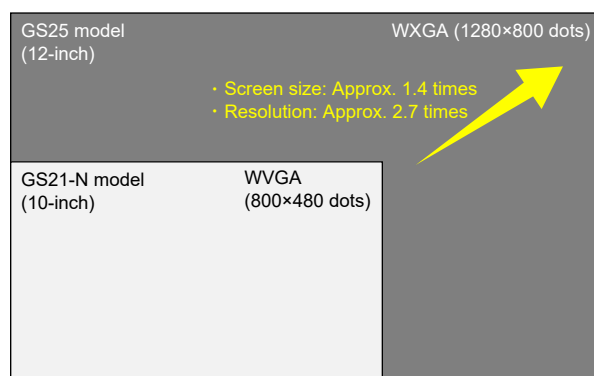 GS25 model
(12-inch)
WXGA (1280×800 dots)
・Screen size: Approx. 1.4 times
・Resolution: Approx. 2.7 times
GS21-N model
(10-inch)
WVGA
(800×480 dots)